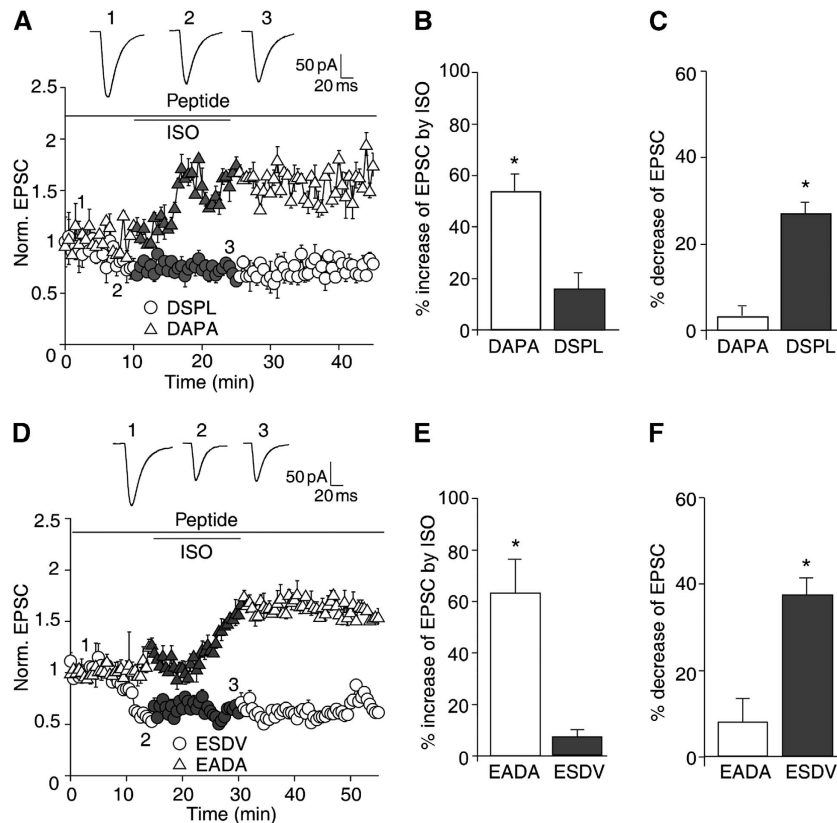 A
1 2 3
50 pA
20 ms
Peptide
ISO
Norm. EPSC
2.5
2
1.5
1
0.5
0
1
2
3
DSPL
DAPA
0 10 20 30 40
Time (min)
B
% increase of EPSC by ISO
100
80
60
40
20
0
*
DAPA DSPL
C
% decrease of EPSC
60
40
20
0
*
DAPA DSPL
D
1 2 3
50 pA
20 ms
Peptide
ISO
Norm. EPSC
2.5
2
1.5
1
0.5
0
1
2
3
ESDV
EADA
0 10 20 30 40 50
Time (min)
E
% increase of EPSC by ISO
100
80
60
40
20
0
*
EADA ESDV
F
% decrease of EPSC
60
40
20
0
*
EADA ESDV